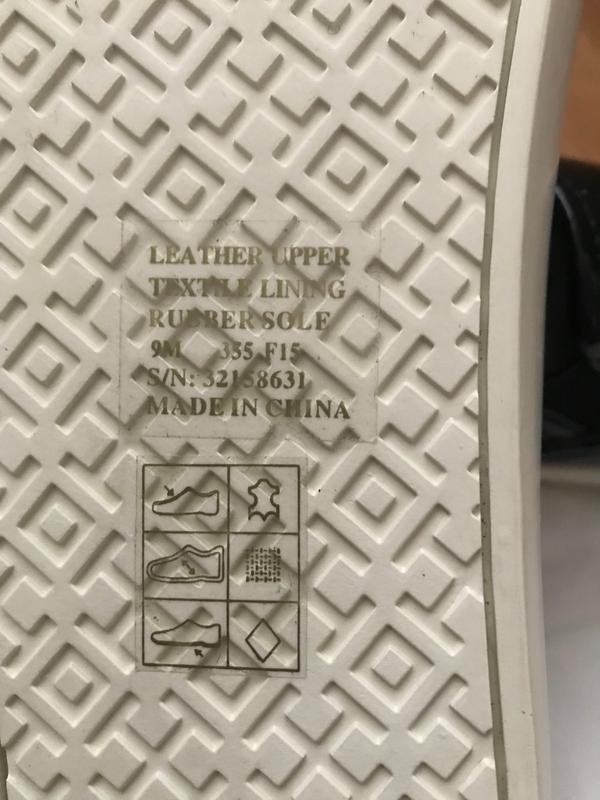 LEATHER UPPER
TEXTILE LINING
RUBBER SOLE
9M 355 F15
S/N: 32158631
MADE IN CHINA